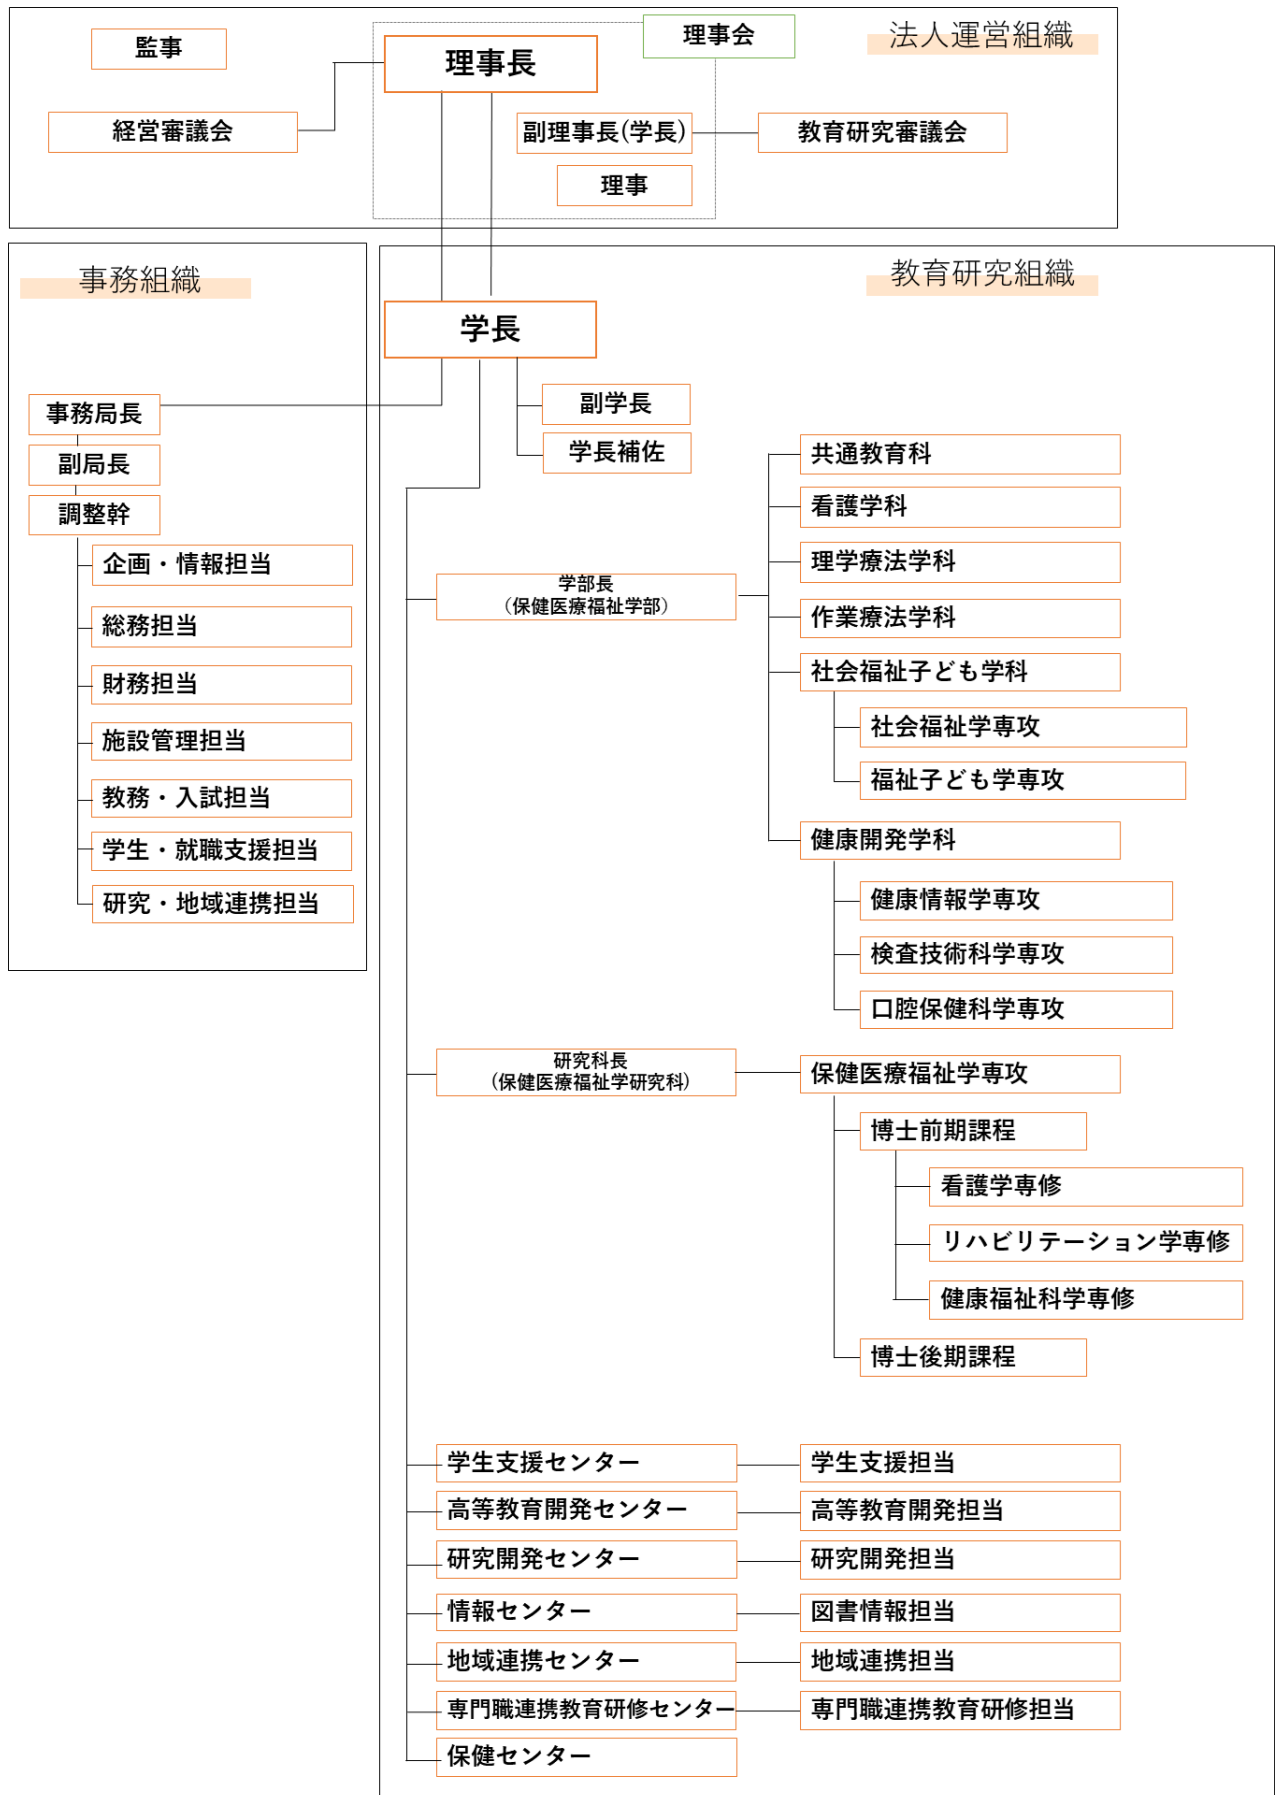 法人運営組織
監事
理事長
理事会
経営審議会
副理事長(学長)
教育研究審議会
理事
事務組織
事務局長
副局長
調整幹
企画・情報担当
総務担当
財務担当
施設管理担当
教務・入試担当
学生・就職支援担当
研究・地域連携担当
教育研究組織
学長
副学長
学長補佐
学部長
（保健医療福祉学部）
共通教育科
看護学科
理学療法学科
作業療法学科
社会福祉子ども学科
社会福祉学専攻
福祉子ども学専攻
健康開発学科
健康情報学専攻
検査技術科学専攻
口腔保健科学専攻
研究科長
(保健医療福祉学研究科)
保健医療福祉学専攻
博士前期課程
看護学専修
リハビリテーション学専修
健康福祉科学専修
博士後期課程
学生支援センター
学生支援担当
高等教育開発センター
高等教育開発担当
研究開発センター
研究開発担当
情報センター
図書情報担当
地域連携センター
地域連携担当
専門職連携教育研修センター
専門職連携教育研修担当
保健センター